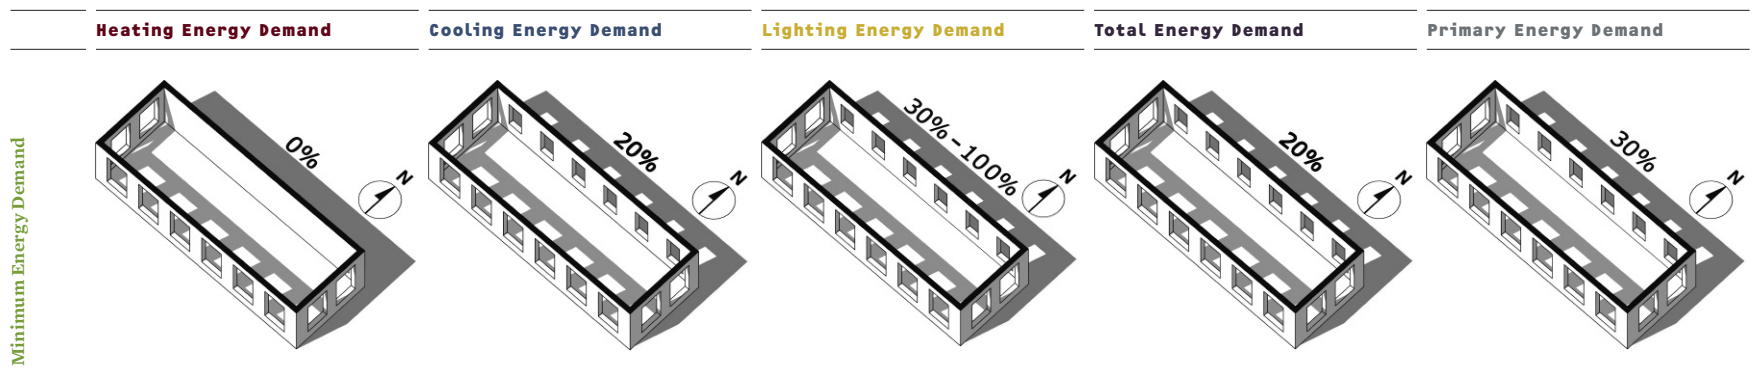 Heating Energy Demand
Cooling Energy Demand
Lighting Energy Demand
Total Energy Demand
Primary Energy Demand
Minimum Energy Demand
0%
N
20%
N
30%-100%
N
20%
N
30%
N